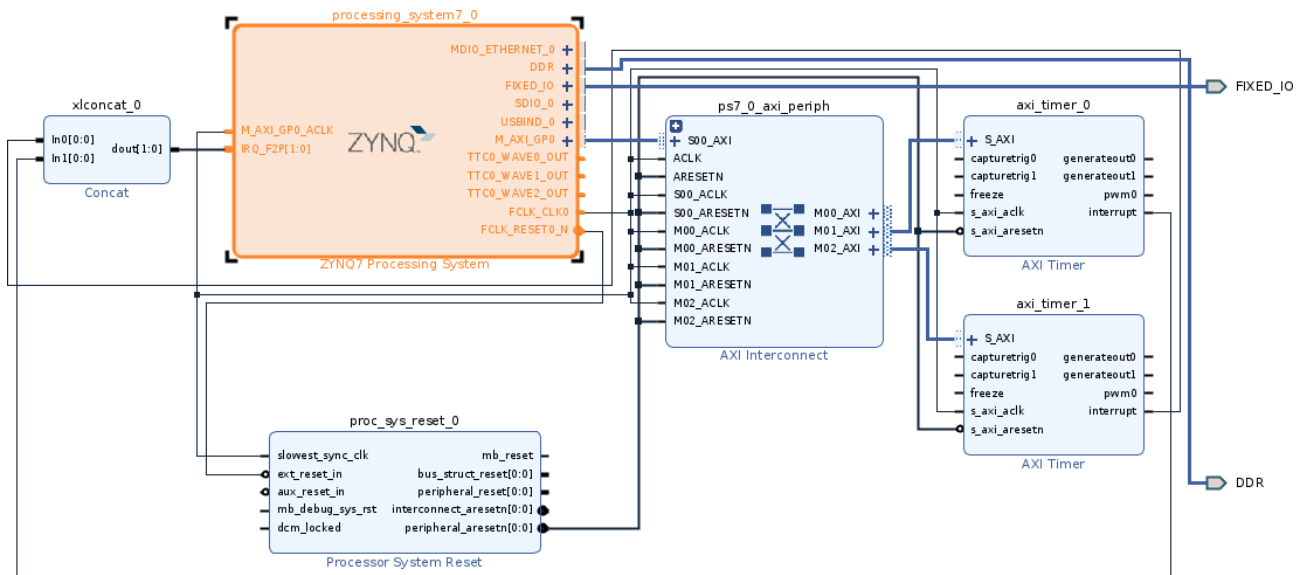 processing_system7_0
MDIO_ETHERNET_0
DDR
FIXED_IO
SDIO_0
USBIND_0
M_AXI_GP0
TTC0_WAVE0_OUT
TTC0_WAVE1_OUT
TTC0_WAVE2_OUT
FCLK_CLK0
FCLK_RESET0_N
M_AXI_GP0_ACLK
IRQ_F2P[1:0]
ZYNQ
ZYNQ7 Processing System
xlconcat_0
In0[0:0]
In1[0:0]
dout[1:0]
Concat
ps7_0_axi_periph
S00_AXI
ACLK
ARESETN
S00_ACLK
S00_ARESETN
M00_ACLK
M00_ARESETN
M01_ACLK
M01_ARESETN
M02_ACLK
M02_ARESETN
M00_AXI
M01_AXI
M02_AXI
AXI Interconnect
axi_timer_0
S_AXI
capturetrig0
capturetrig1
freeze
s_axi_aclk
s_axi_aresetn
generateout0
generateout1
pwm0
interrupt
AXI Timer
axi_timer_1
S_AXI
capturetrig0
capturetrig1
freeze
s_axi_aclk
s_axi_aresetn
generateout0
generateout1
pwm0
interrupt
AXI Timer
FIXED_IO
DDR
proc_sys_reset_0
slowest_sync_clk
ext_reset_in
aux_reset_in
mb_debug_sys_rst
dcm_locked
mb_reset
bus_struct_reset[0:0]
peripheral_reset[0:0]
interconnect_aresetn[0:0]
peripheral_aresetn[0:0]
Processor System Reset